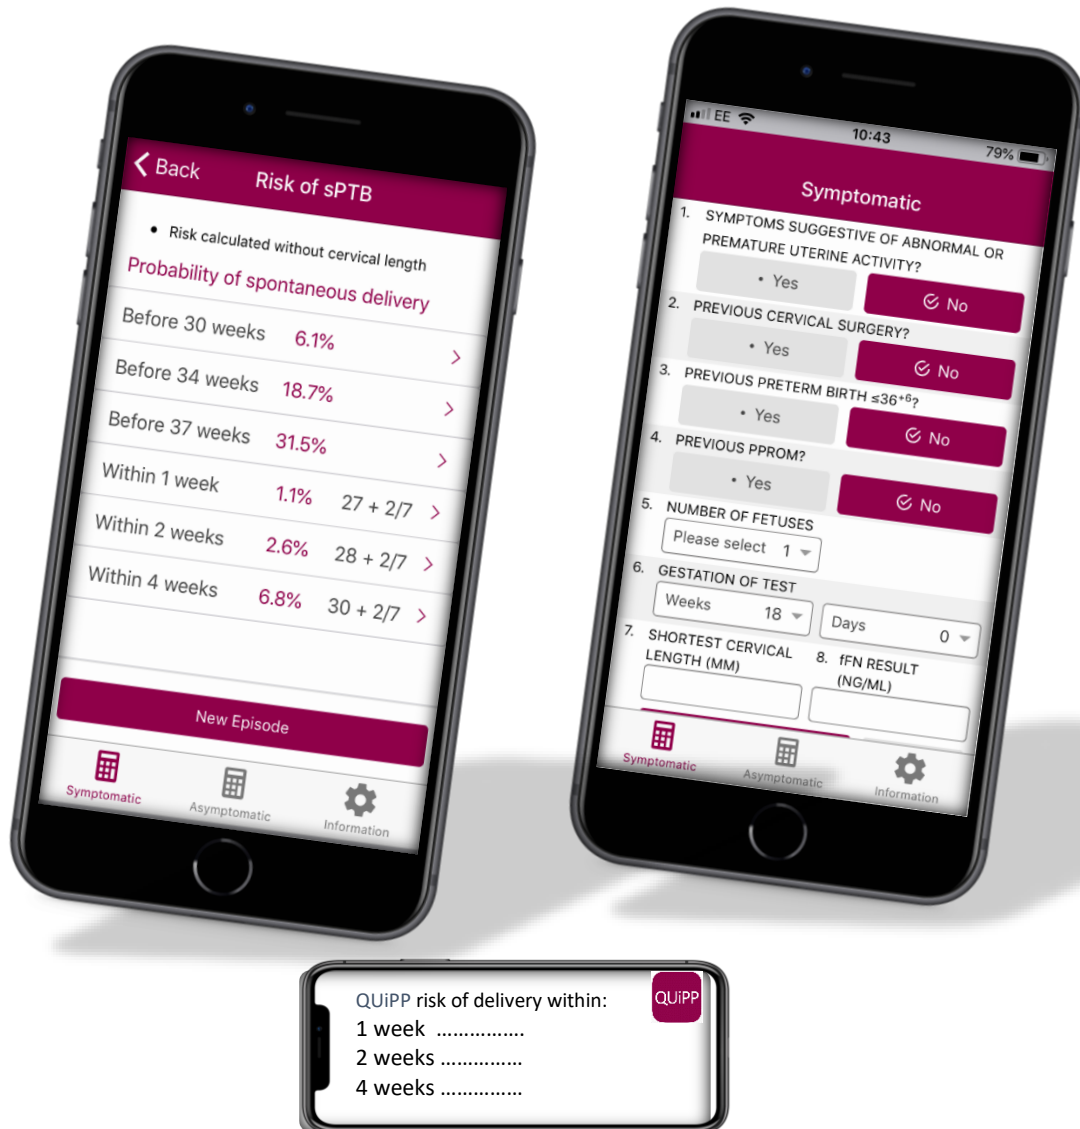 Back Risk of sPTB
• Risk calculated without cervical length
Probability of spontaneous delivery
Before 30 weeks 6.1%
Before 34 weeks 18.7%
Before 37 weeks 31.5%
Within 1 week 1.1% 27 + 2/7
Within 2 weeks 2.6% 28 + 2/7
Within 4 weeks 6.8% 30 + 2/7
New Episode
Symptomatic Asymptomatic Information
EE 10:43 79%
Symptomatic
1. SYMPTOMS SUGGESTIVE OF ABNORMAL OR
PREMATURE UTERINE ACTIVITY?
• Yes No
2. PREVIOUS CERVICAL SURGERY?
• Yes No
3. PREVIOUS PRETERM BIRTH ≤36⁺⁶?
• Yes No
4. PREVIOUS PPROM?
• Yes No
5. NUMBER OF FETUSES
Please select 1
6. GESTATION OF TEST
Weeks 18 Days 0
7. SHORTEST CERVICAL
LENGTH (MM)
8. fFN RESULT
(NG/ML)
Symptomatic Asymptomatic Information
QUiPP risk of delivery within:
QUiPP
1 week ……………..
2 weeks ……………
4 weeks ……………